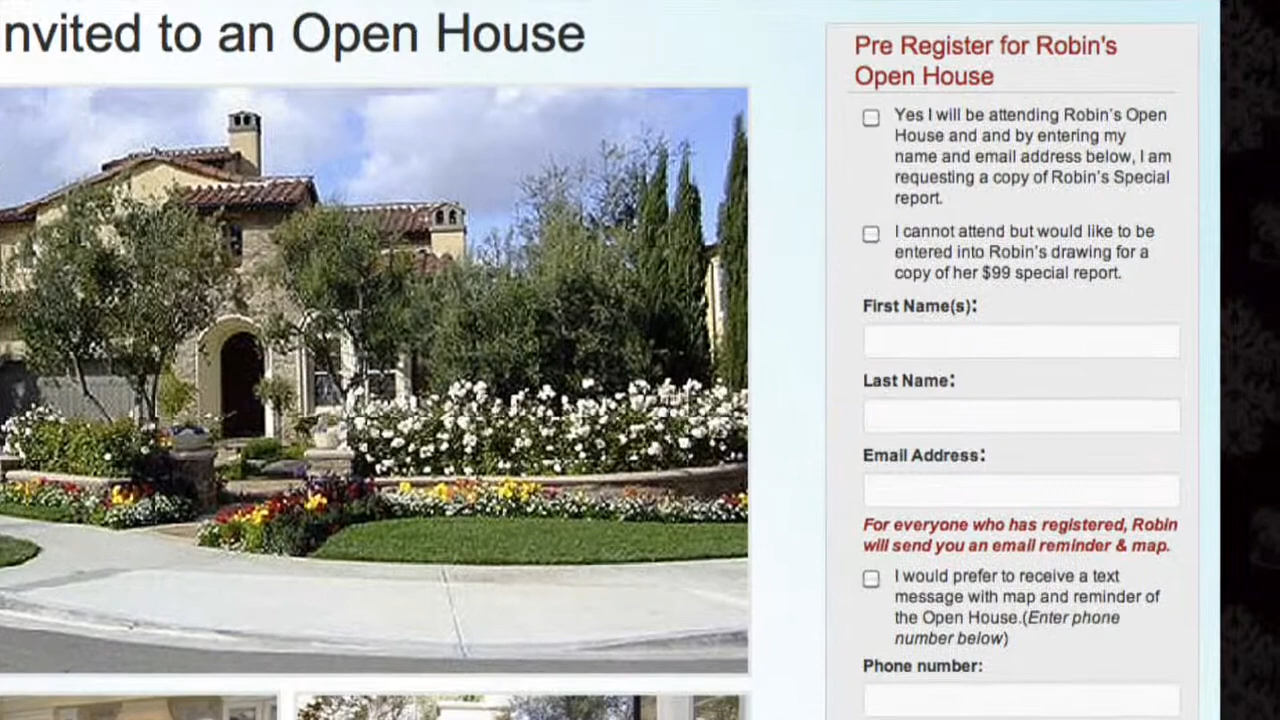 nvited to an Open House
Pre Register for Robin's
Open House
Yes I will be attending Robin's Open
House and and by entering my
name and email address below, I am
requesting a copy of Robin's Special
report.
I cannot attend but would like to be
entered into Robin's drawing for a
copy of her $99 special report.
First Name(s):
Last Name:
Email Address:
For everyone who has registered, Robin
will send you an email reminder & map.
I would prefer to receive a text
message with map and reminder of
the Open House.(Enter phone
number below)
Phone number: